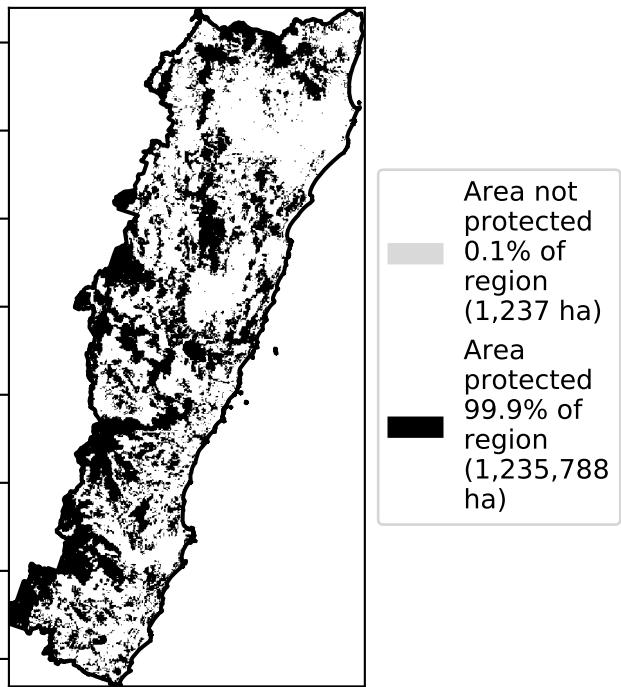 Area not
protected
0.1% of
region
(1,237 ha)
Area
protected
99.9% of
region
(1,235,788
ha)